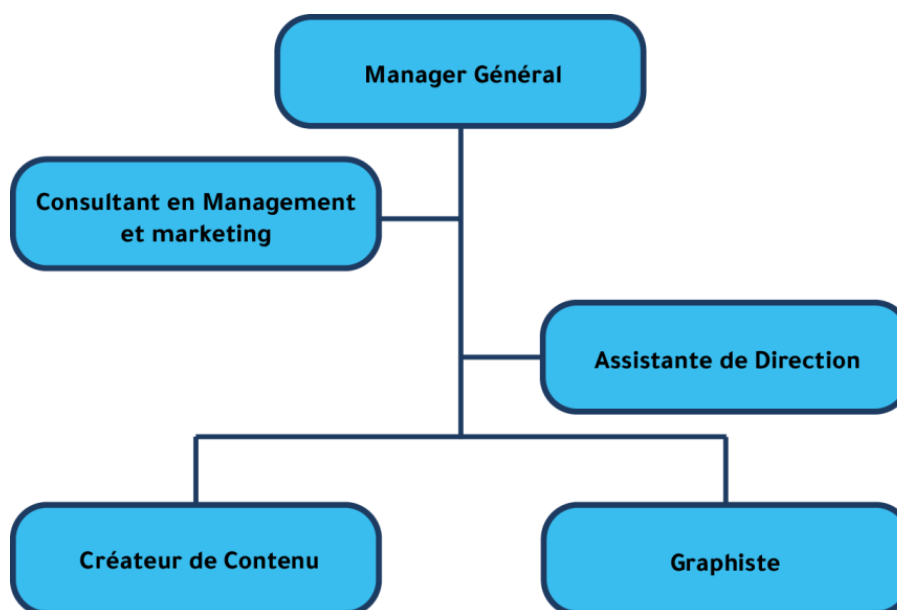 Manager Général
Consultant en Management
et marketing
Assistante de Direction
Créateur de Contenu
Graphiste